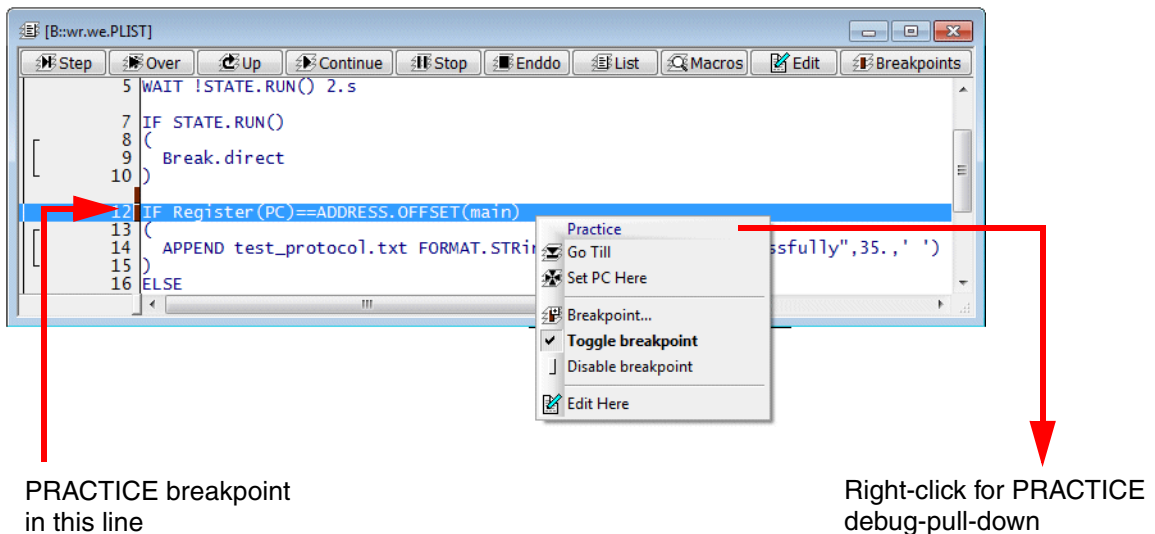 [B::wr.we.PLIST]
Step Over Up Continue Stop Enddo List Macros Edit Breakpoints
5 WAIT !STATE.RUN() 2.s
7 IF STATE.RUN()
8 (
9 Break.direct
10 )
12 IF Register(PC)==ADDRESS.OFFSET(main)
13 (
14 APPEND test_protocol.txt FORMAT.STRin ssfully",35.,' ')
15 )
16 ELSE
Practice
Go Till
Set PC Here
Breakpoint...
Toggle breakpoint
Disable breakpoint
Edit Here
PRACTICE breakpoint
in this line
Right-click for PRACTICE
debug-pull-down